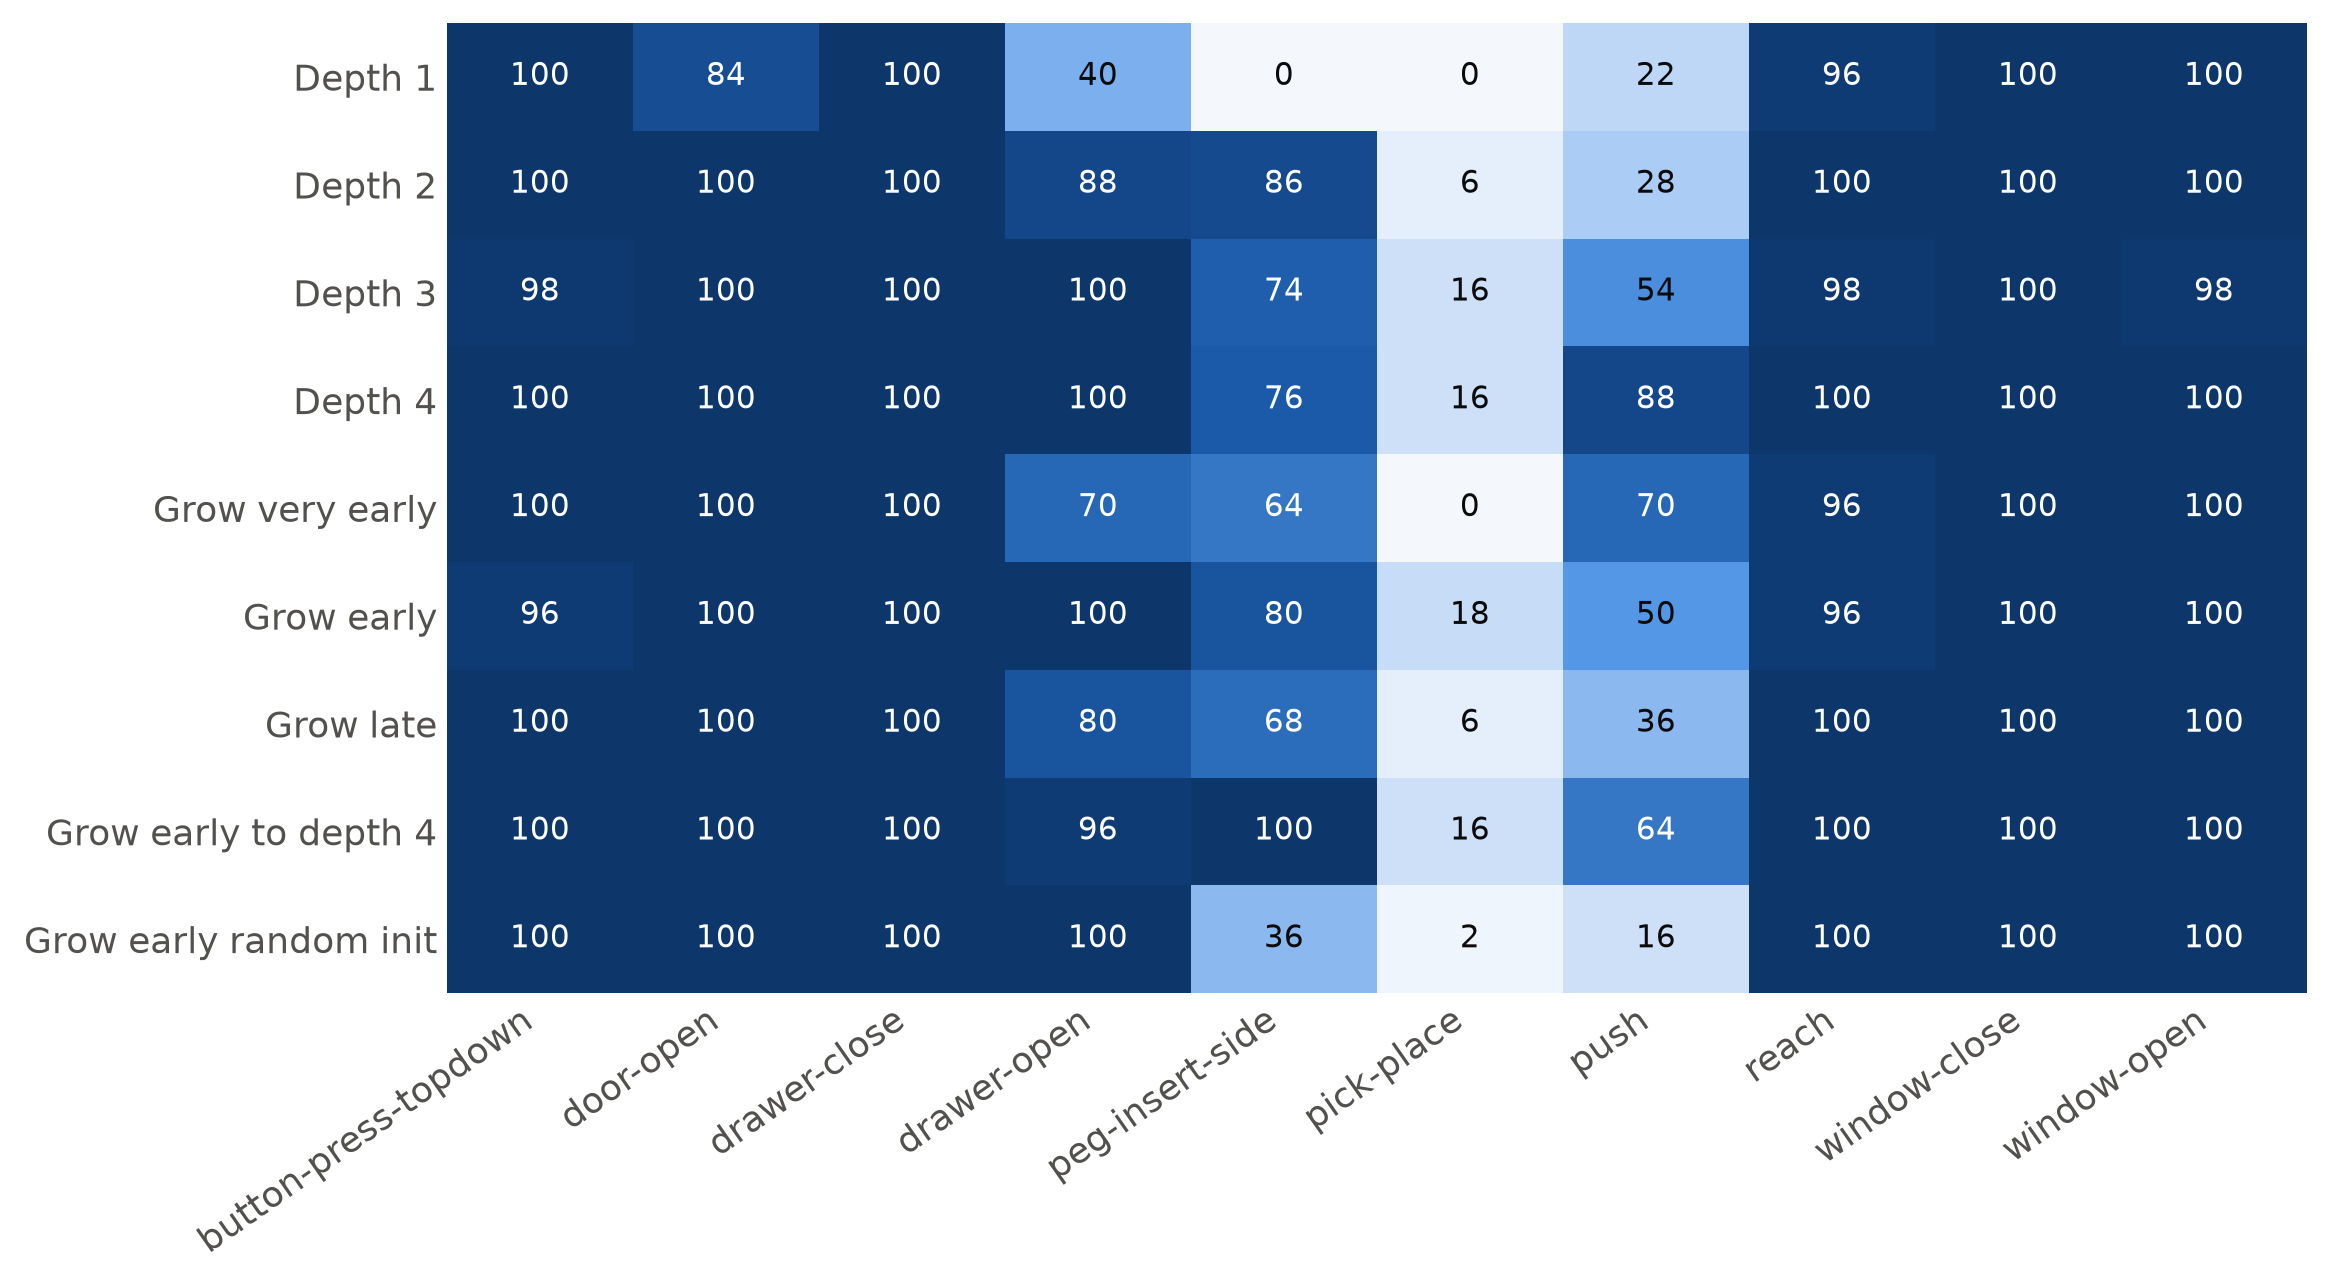 Depth 1 100 84 100 40 0 0 22 96 100 100
Depth 2 100 100 100 88 86 6 28 100 100 100
Depth 3 98 100 100 100 74 16 54 98 100 98
Depth 4 100 100 100 100 76 16 88 100 100 100
Grow very early 100 100 100 70 64 0 70 96 100 100
Grow early 96 100 100 100 80 18 50 96 100 100
Grow late 100 100 100 80 68 6 36 100 100 100
Grow early to depth 4 100 100 100 96 100 16 64 100 100 100
Grow early random init 100 100 100 100 36 2 16 100 100 100
button-press-topdown
door-open
drawer-close
drawer-open
peg-insert-side
pick-place
push
reach
window-close
window-open